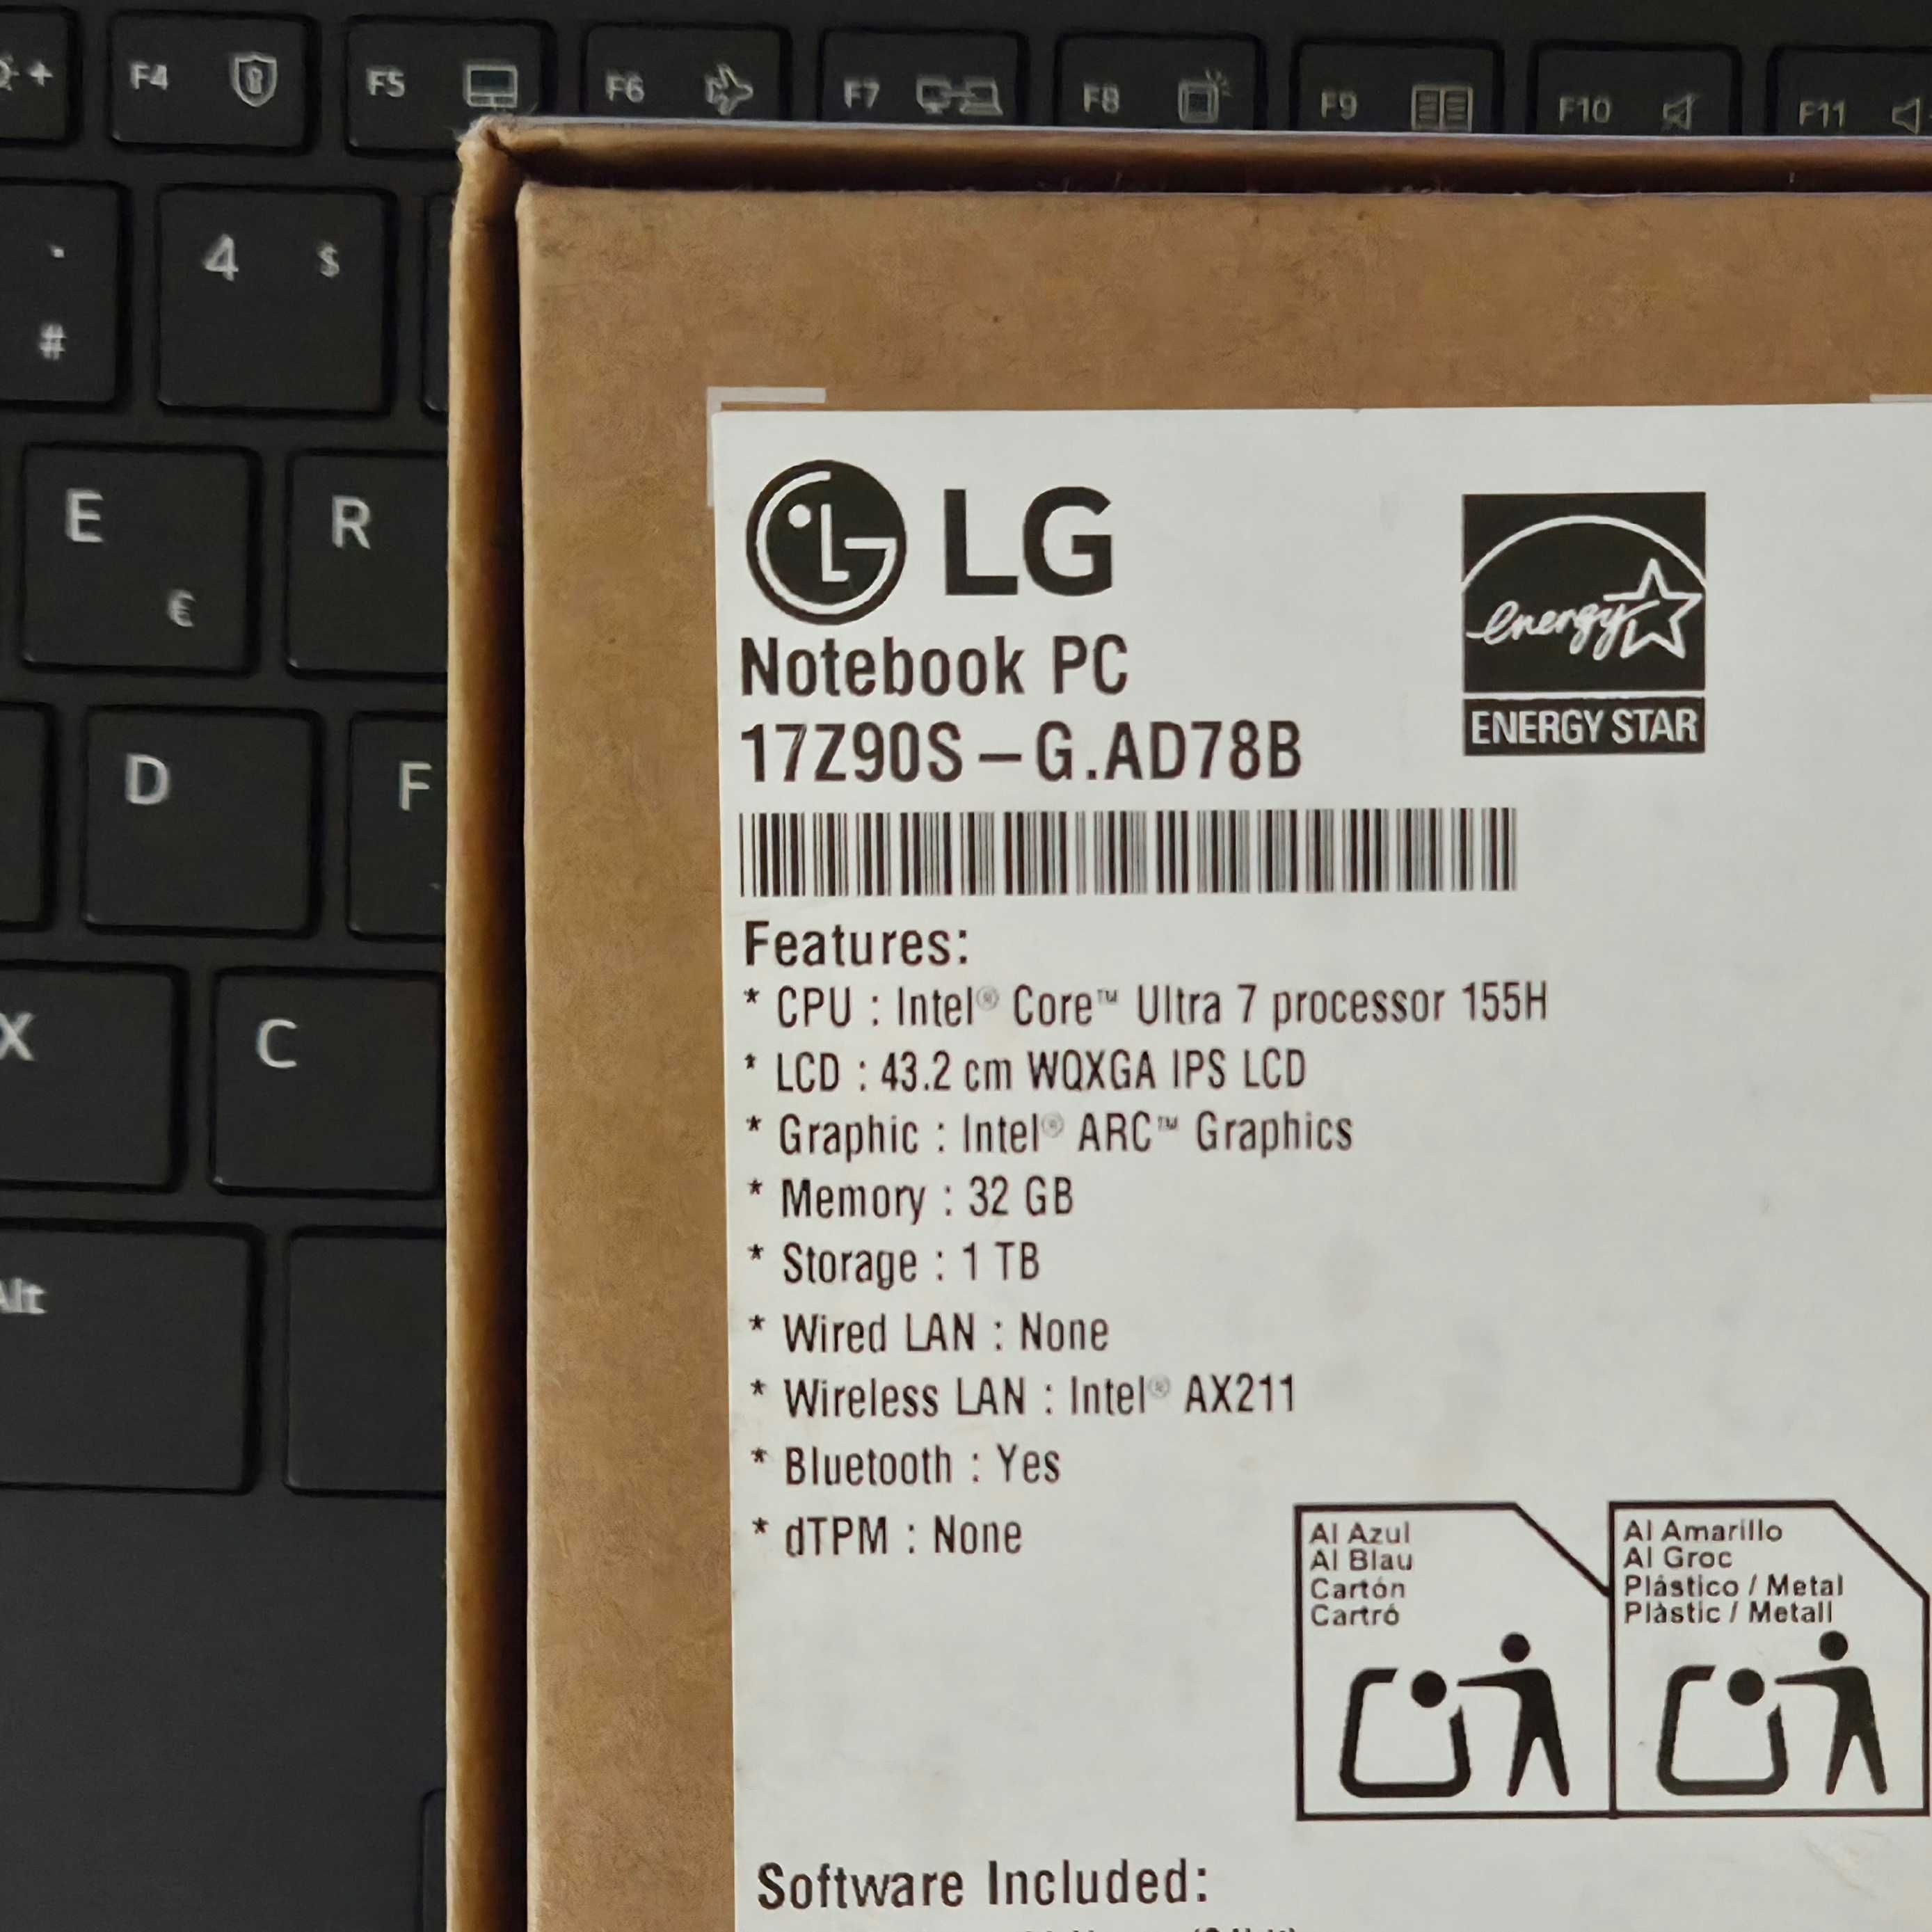 F4
F5
F6
F7
F8
F9
F10
F11
·
#
4 $
E
€
R
D
F
X
C
Alt
LG
Notebook PC
17Z90S-G.AD78B
energy
ENERGY STAR
Features:
* CPU : Intel® Core™ Ultra 7 processor 155H
* LCD : 43.2 cm WQXGA IPS LCD
* Graphic : Intel® ARC™ Graphics
* Memory : 32 GB
* Storage : 1 TB
* Wired LAN : None
* Wireless LAN : Intel® AX211
* Bluetooth : Yes
* dTPM : None
Al Azul
Al Blau
Cartón
Cartró
Al Amarillo
Al Groc
Plástico / Metal
Plàstic / Metall
Software Included: